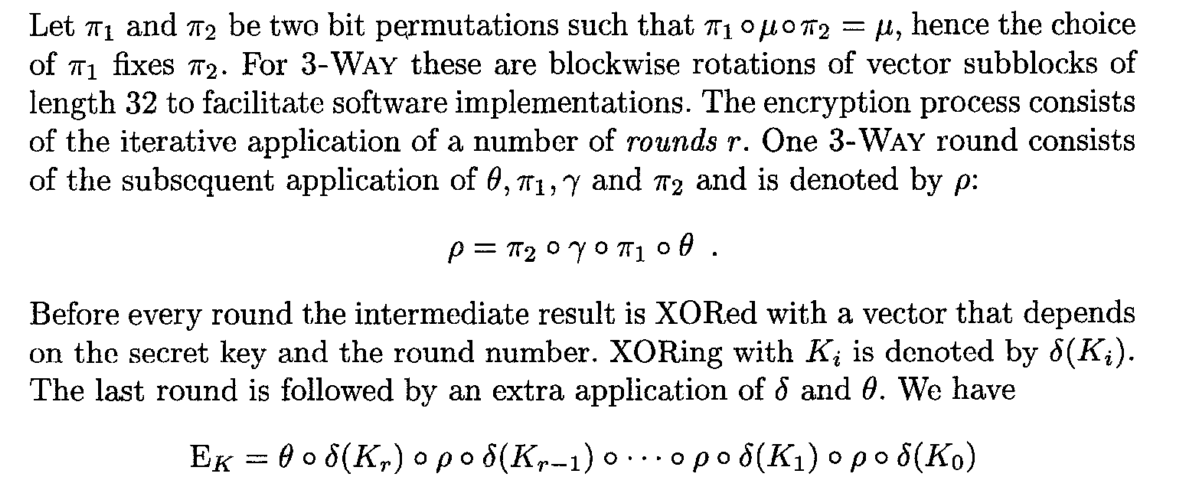 Let π₁ and π₂ be two bit permutations such that π₁ ∘ μ ∘ π₂ = μ, hence the choice
of π₁ fixes π₂. For 3-WAY these are blockwise rotations of vector subblocks of
length 32 to facilitate software implementations. The encryption process consists
of the iterative application of a number of rounds r. One 3-WAY round consists
of the subsequent application of θ, π₁, γ and π₂ and is denoted by ρ:
ρ = π₂ ∘ γ ∘ π₁ ∘ θ .
Before every round the intermediate result is XORed with a vector that depends
on the secret key and the round number. XORing with Kᵢ is denoted by δ(Kᵢ).
The last round is followed by an extra application of δ and θ. We have
E_K = θ ∘ δ(Kᵣ) ∘ ρ ∘ δ(Kᵣ₋₁) ∘ ··· ∘ ρ ∘ δ(K₁) ∘ ρ ∘ δ(K₀)